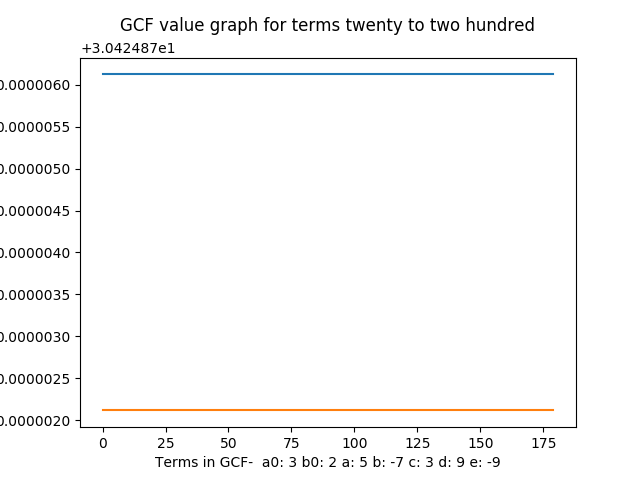 GCF value graph for terms twenty to two hundred
+3.042487e1
0.0000060
0.0000055
0.0000050
0.0000045
0.0000040
0.0000035
0.0000030
0.0000025
0.0000020
0 25 50 75 100 125 150 175
Terms in GCF- a0: 3 b0: 2 a: 5 b: -7 c: 3 d: 9 e: -9